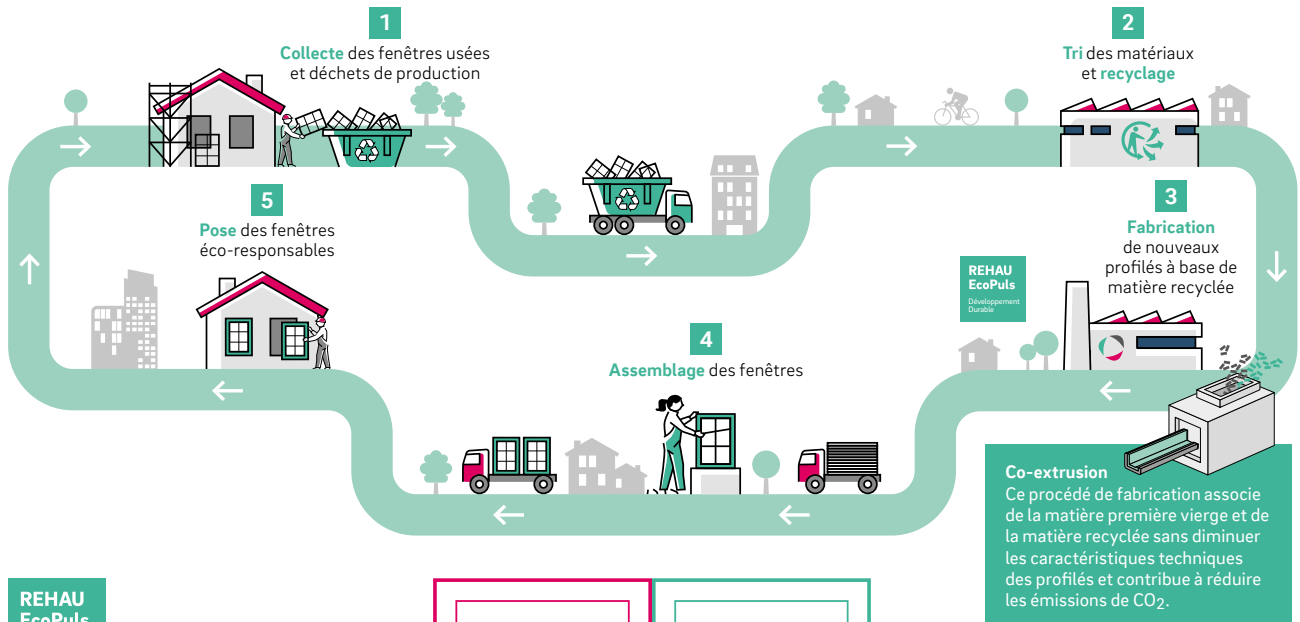 1
Collecte des fenêtres usées
et déchets de production
2
Tri des matériaux
et recyclage
3
Fabrication
de nouveaux
profilés à base de
matière recyclée
REHAU
EcoPuls
Développement
Durable
4
Assemblage des fenêtres
5
Pose des fenêtres
éco-responsables
Co-extrusion
Ce procédé de fabrication associe
de la matière première vierge et de
la matière recyclée sans diminuer
les caractéristiques techniques
des profilés et contribue à réduire
les émissions de CO2.
REHAU
EcoPuls